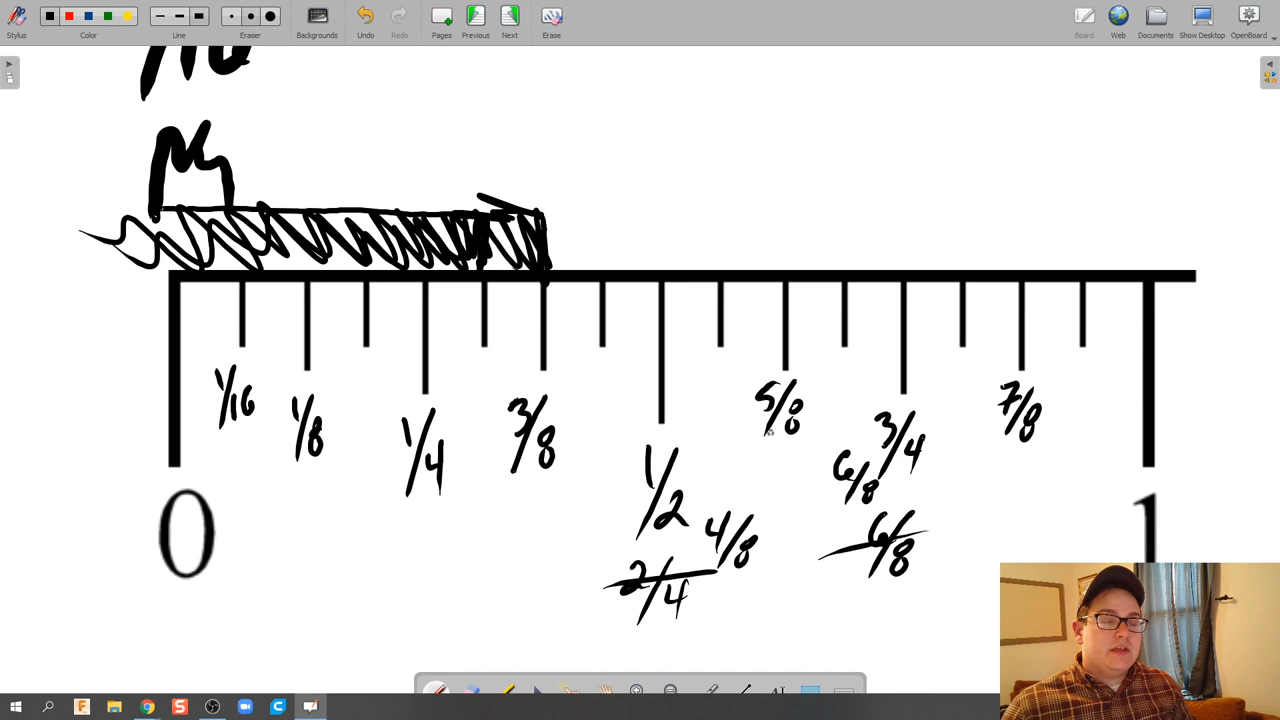 Stylus Color Line Eraser Backgrounds Undo Redo Pages Previous Next Erase Board Web Documents Show Desktop OpenBoard
1/16 1/8 1/4 3/8 1/2 5/8 3/4 7/8
6/8
4/8 6/8
2/4
0 1